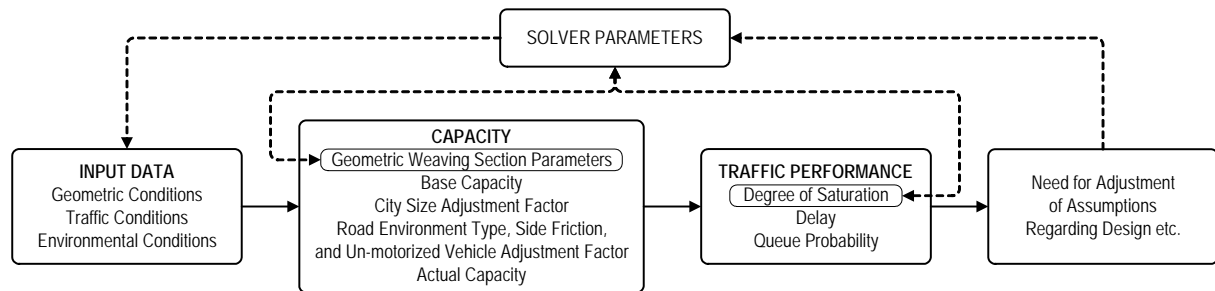 SOLVER PARAMETERS
INPUT DATA
Geometric Conditions
Traffic Conditions
Environmental Conditions
CAPACITY
Geometric Weaving Section Parameters
Base Capacity
City Size Adjustment Factor
Road Environment Type, Side Friction,
and Un-motorized Vehicle Adjustment Factor
Actual Capacity
TRAFFIC PERFORMANCE
Degree of Saturation
Delay
Queue Probability
Need for Adjustment
of Assumptions
Regarding Design etc.